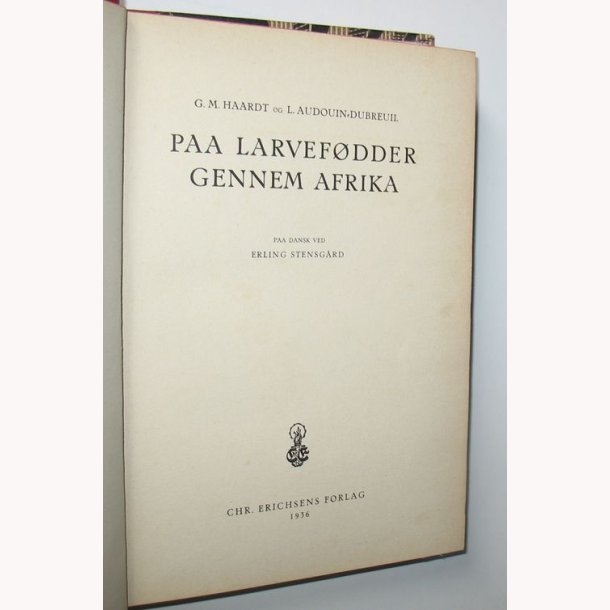 G. M. HAARDT OG L. AUDOUIN-DUBREUIL
PAA LARVEFØDDER
GENNEM AFRIKA
PAA DANSK VED
ERLING STENSGÅRD
CHR. ERICHSENS FORLAG
1936